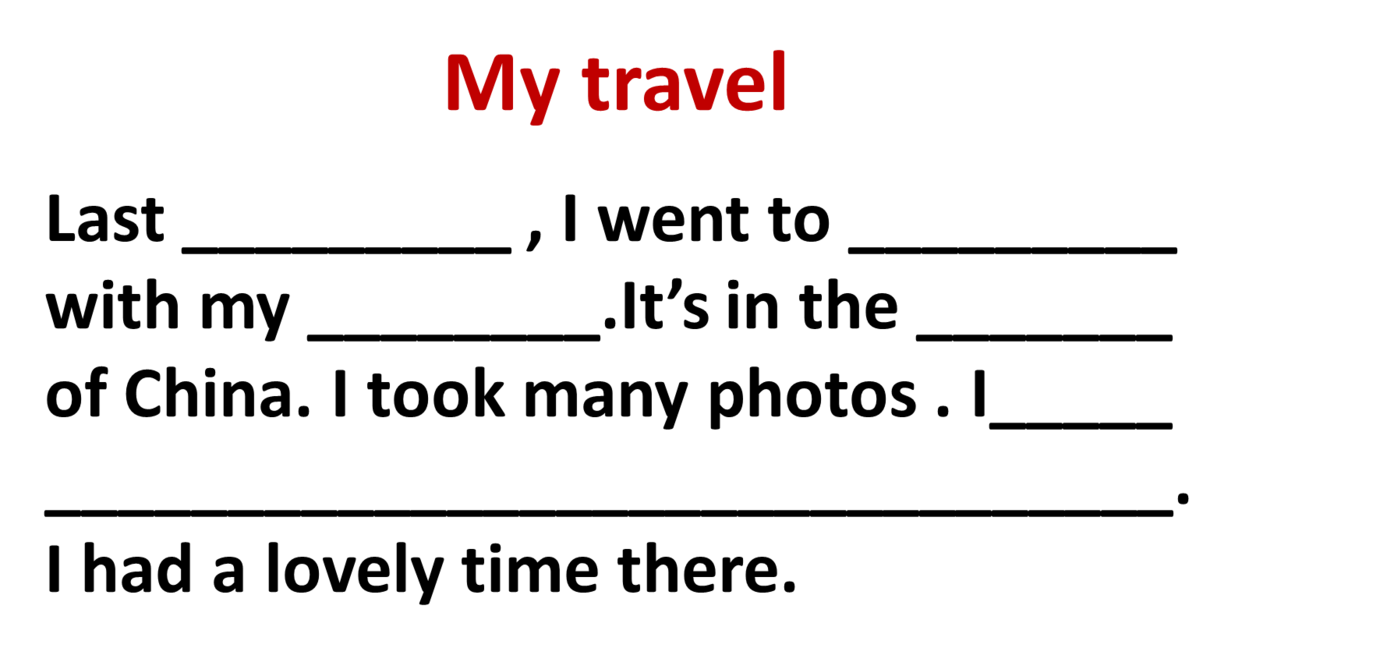 My travel
Last _________ , I went to _________
with my ________.It’s in the _______
of China. I took many photos . I_____
_______________________________.
I had a lovely time there.